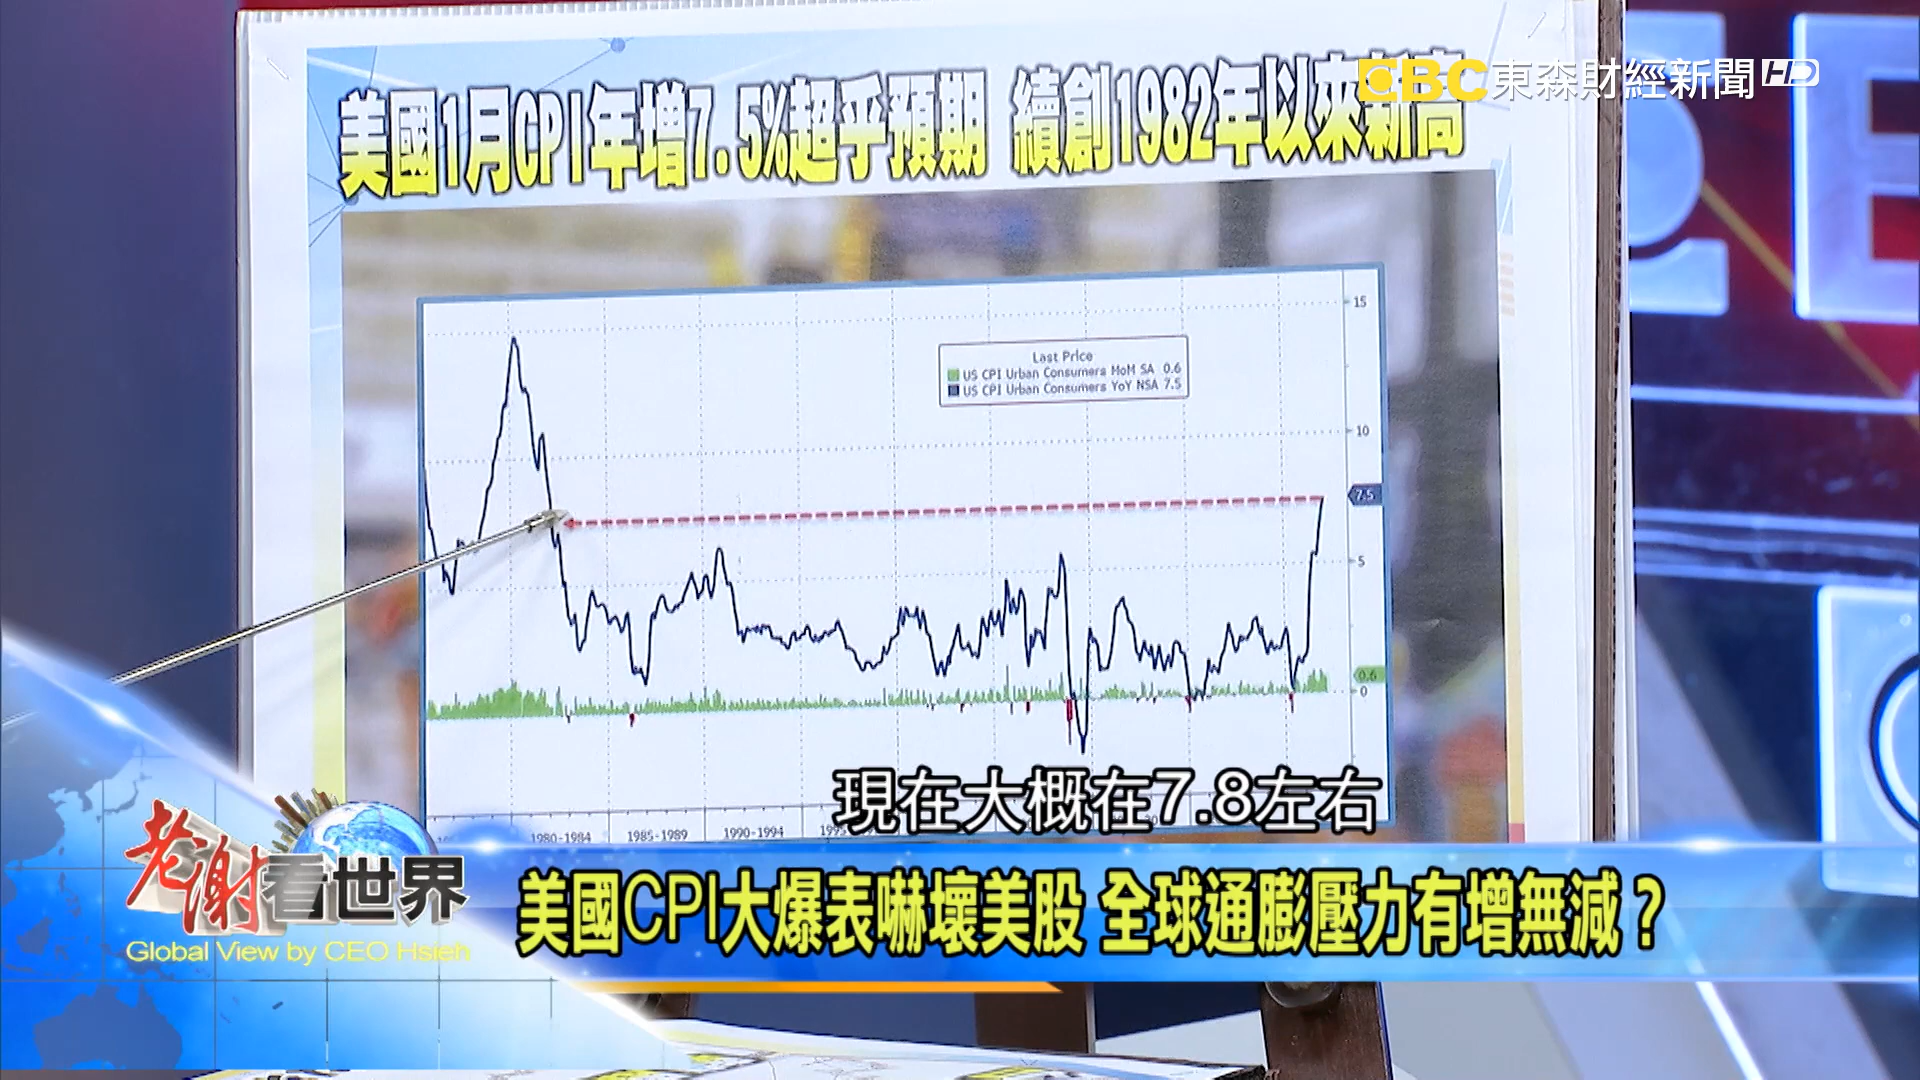 美國1月CPI年增7.5%超乎預期 續創1982年以來新高
EBC東森財經新聞HD
15
Last Price
US CPI Urban Consumers MoM SA 0.6
US CPI Urban Consumers YoY NSA 7.5
10
7.5
5
0.6
0
現在大概在7.8左右
1980-1984 1985-1989 1990-1994
老謝看世界
Global View by CEO Hsieh
美國CPI大爆表嚇壞美股 全球通膨壓力有增無減？